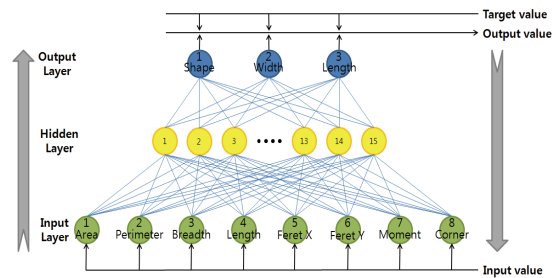 Target value
Output value
Output
Layer
1 2 3
Shape Width Length
Hidden
Layer
1 2 3 •••• 13 14 15
Input
Layer
1 2 3 4 5 6 7 8
Area Perimeter Breadth Length Feret X Feret Y Moment Corner
Input value